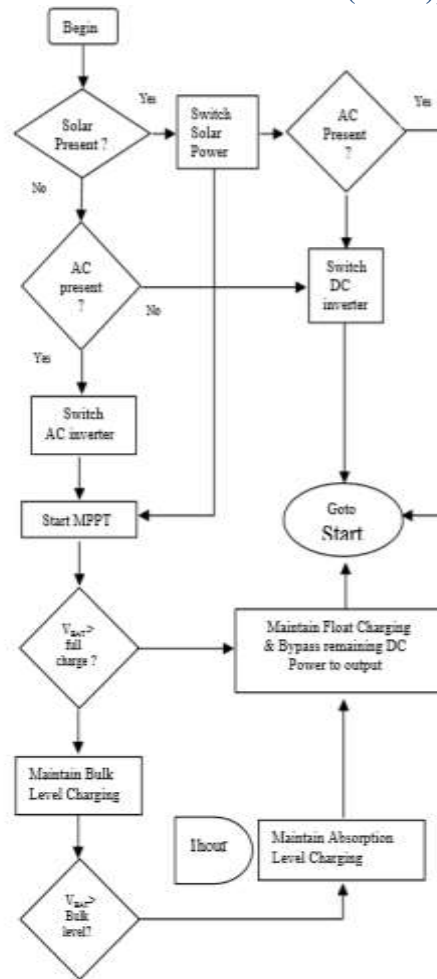 Begin
Solar
Present ?
Yes
Switch
Solar
Power
AC
Present
?
Yes
No
AC
present
?
No
Switch
DC
inverter
Yes
Switch
AC inverter
Start MPPT
Goto
Start
VBAT>
full
charge ?
Maintain Float Charging
& Bypass remaining DC
Power to output
Maintain Bulk
Level Charging
1hour
Maintain Absorption
Level Charging
VBAT>
Bulk
level?